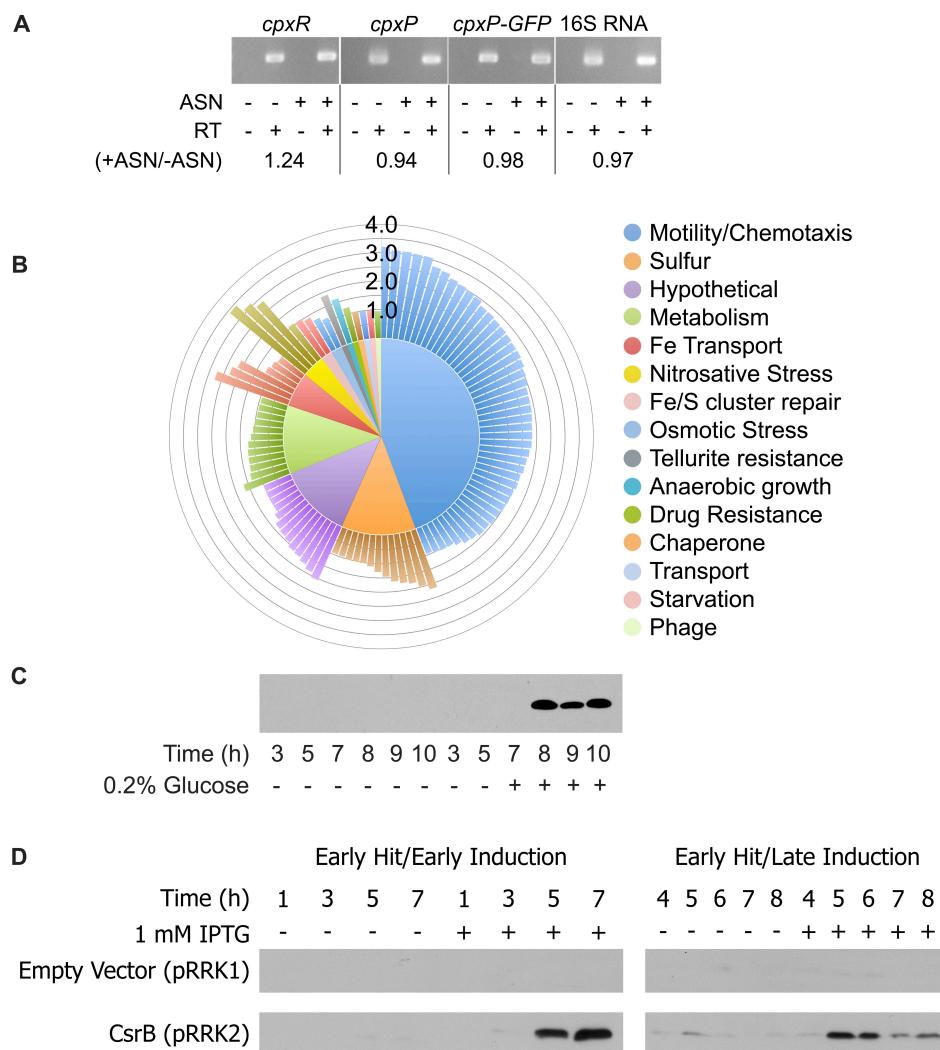 A
cpxR cpxP cpxP-GFP 16S RNA
ASN - - + + - - + + - - + + - - + +
RT - + - + - + - + - + - + - + - +
(+ASN/-ASN) 1.24 0.94 0.98 0.97
B
4.0
3.0
2.0
1.0
Motility/Chemotaxis
Sulfur
Hypothetical
Metabolism
Fe Transport
Nitrosative Stress
Fe/S cluster repair
Osmotic Stress
Tellurite resistance
Anaerobic growth
Drug Resistance
Chaperone
Transport
Starvation
Phage
C
Time (h) 3 5 7 8 9 10 3 5 7 8 9 10
0.2% Glucose - - - - - - - - + + + +
D
Early Hit/Early Induction Early Hit/Late Induction
Time (h) 1 3 5 7 1 3 5 7 4 5 6 7 8 4 5 6 7 8
1 mM IPTG - - - - + + + + - - - - - + + + + +
Empty Vector (pRRK1)
CsrB (pRRK2)